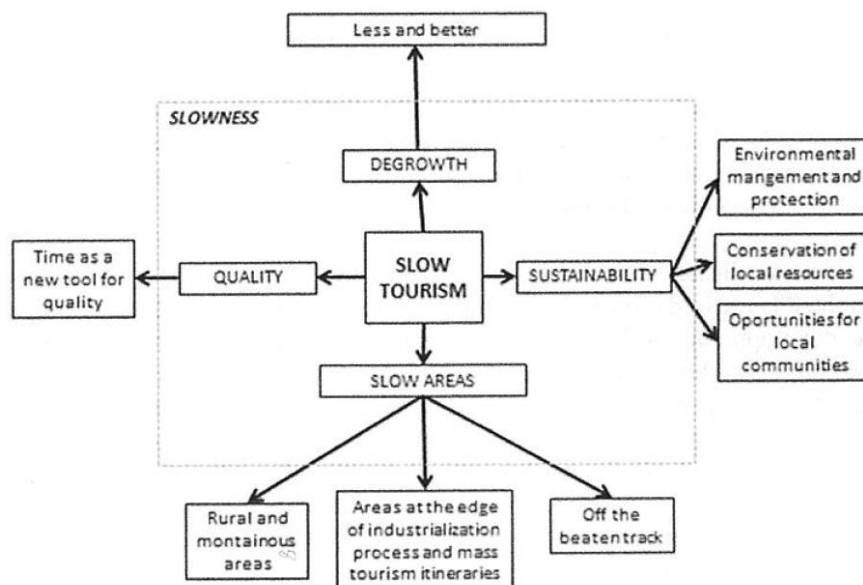 Less and better
SLOWNESS
DEGROWTH
Environmental
mangement and
protection
Time as a
new tool for
quality
QUALITY
SLOW
TOURISM
SUSTAINABILITY
Conservation of
local resources
Oportunities for
local
communities
SLOW AREAS
Rural and
montainous
areas
Areas at the edge
of industrialization
process and mass
tourism itineraries
Off the
beaten track